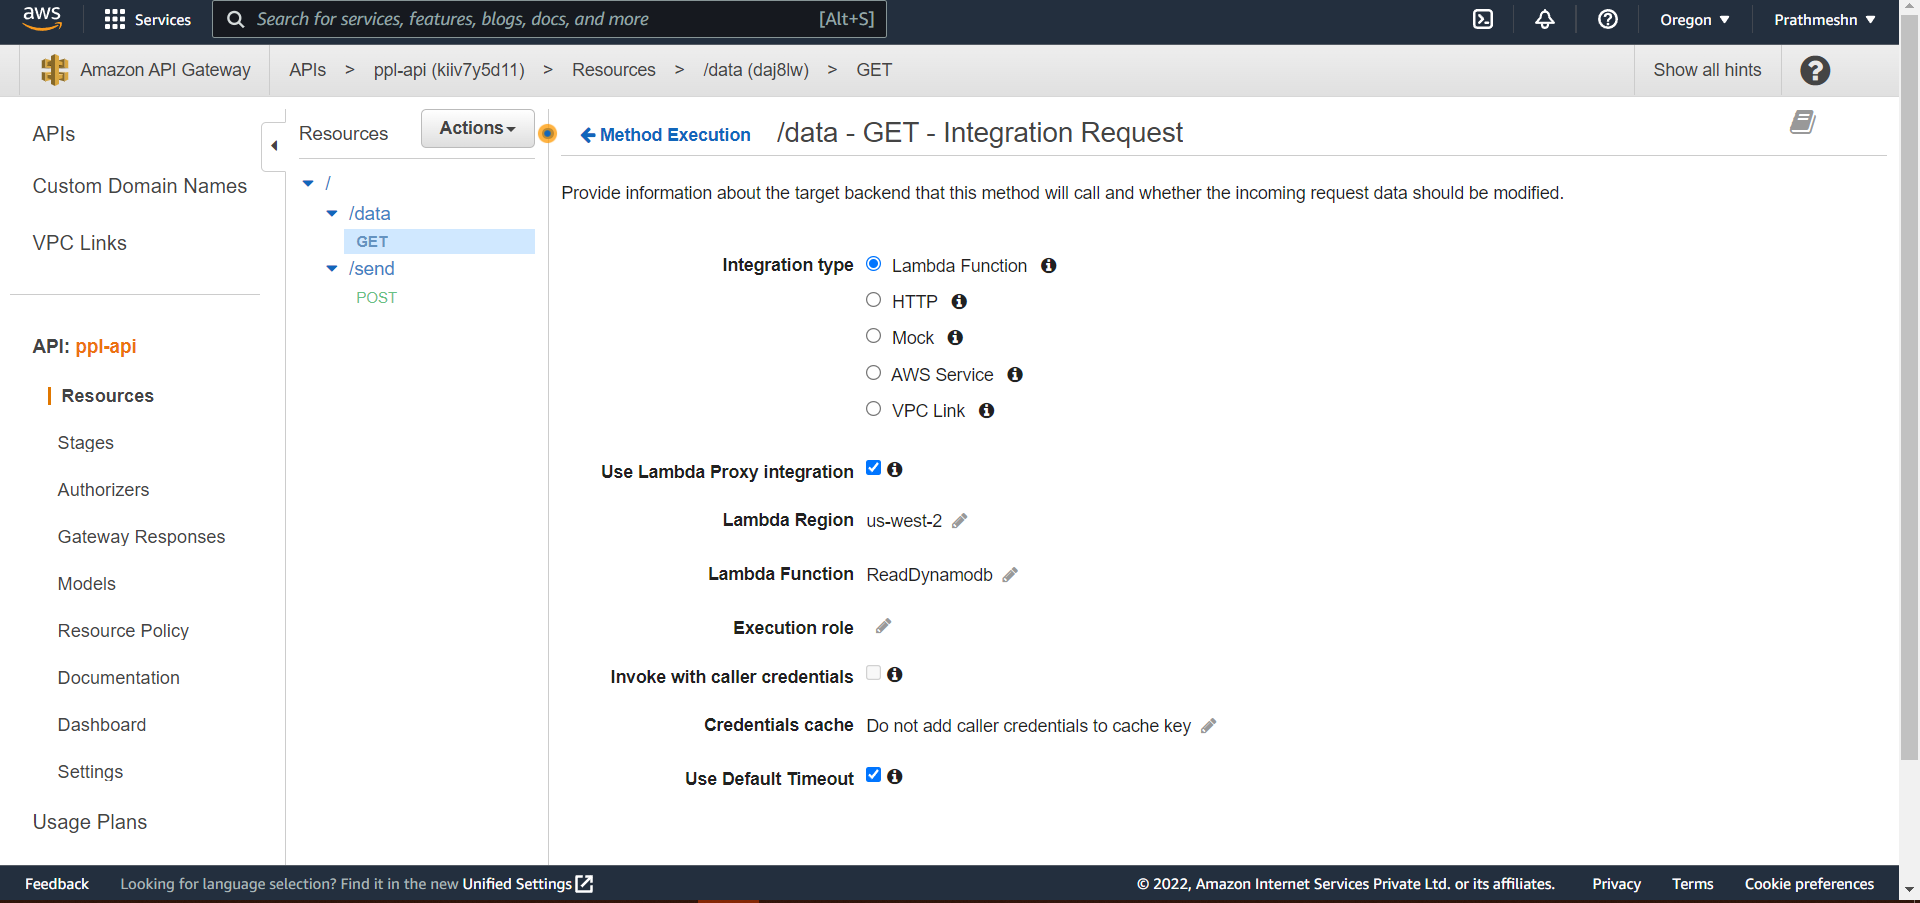 aws Services Search for services, features, blogs, docs, and more [Alt+S] Oregon ▼ Prathmeshn ▼
Amazon API Gateway APIs > ppl-api (kiiv7y5d11) > Resources > /data (daj8lw) > GET Show all hints
APIs
Custom Domain Names
VPC Links
API: ppl-api
Resources
Stages
Authorizers
Gateway Responses
Models
Resource Policy
Documentation
Dashboard
Settings
Usage Plans
Resources Actions
/
/data
GET
/send
POST
Method Execution /data - GET - Integration Request
Provide information about the target backend that this method will call and whether the incoming request data should be modified.
Integration type Lambda Function
HTTP
Mock
AWS Service
VPC Link
Use Lambda Proxy integration
Lambda Region us-west-2
Lambda Function ReadDynamodb
Execution role
Invoke with caller credentials
Credentials cache Do not add caller credentials to cache key
Use Default Timeout
Feedback Looking for language selection? Find it in the new Unified Settings © 2022, Amazon Internet Services Private Ltd. or its affiliates. Privacy Terms Cookie preferences